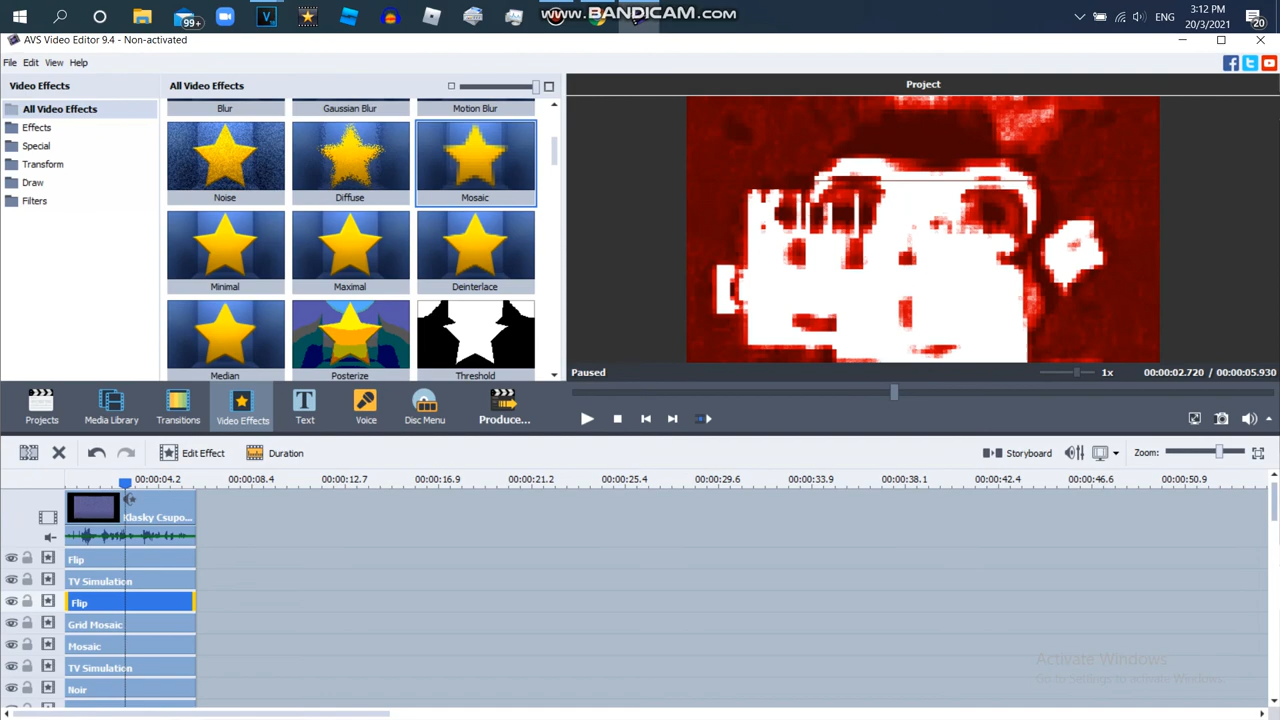 www.BANDICAM.com
99+
ENG
3:12 PM
20/3/2021
20
AVS Video Editor 9.4 - Non-activated
File Edit View Help
Video Effects
All Video Effects
Project
All Video Effects
Effects
Special
Transform
Draw
Filters
Blur
Gaussian Blur
Motion Blur
Noise
Diffuse
Mosaic
Minimal
Maximal
Deinterlace
Median
Posterize
Threshold
Paused
1x
00:00:02.720 / 00:00:05.930
Projects
Media Library
Transitions
Video Effects
Text
Voice
Disc Menu
Produce...
Edit Effect
Duration
Storyboard
Zoom:
00:00:04.2 00:00:08.4 00:00:12.7 00:00:16.9 00:00:21.2 00:00:25.4 00:00:29.6 00:00:33.9 00:00:38.1 00:00:42.4 00:00:46.6 00:00:50.9
Klasky Csupo...
Flip
TV Simulation
Flip
Grid Mosaic
Mosaic
TV Simulation
Noir
Activate Windows
Go to Settings to activate Windows.